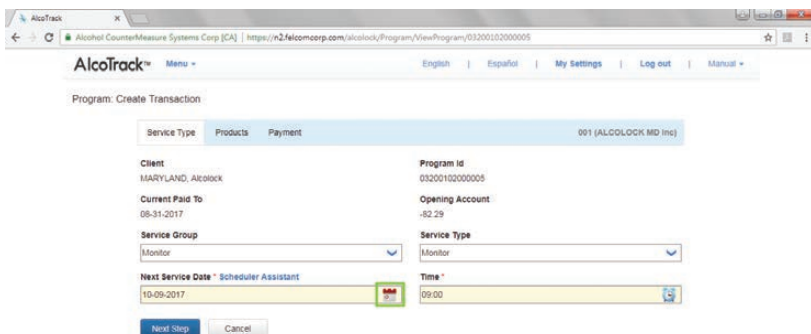 AlcoTrack
Alcohol CounterMeasure Systems Corp [CA] | https://n2.felcomcorp.com/alcolock/Program/ViewProgram/03200102000005
AlcoTrack™ Menu English | Español | My Settings | Log out | Manual
Program: Create Transaction
Service Type Products Payment 001 (ALCOLOCK MD Inc)
Client Program Id
MARYLAND, Alcolock 03200102000005
Current Paid To Opening Account
08-31-2017 -82.29
Service Group Service Type
Monitor Monitor
Next Service Date * Scheduler Assistant Time *
10-09-2017 09:00
Next Step Cancel